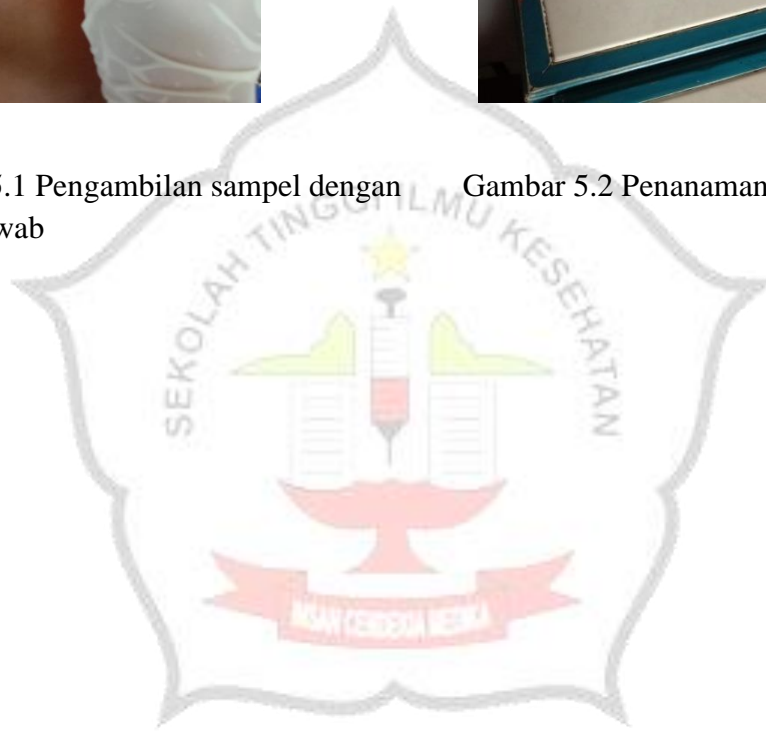 5.1 Pengambilan sampel dengan
wab
Gambar 5.2 Penanaman
SEKOLAH TINGGI ILMU KESEHATAN
INSAN CENDEKIA MEDIKA